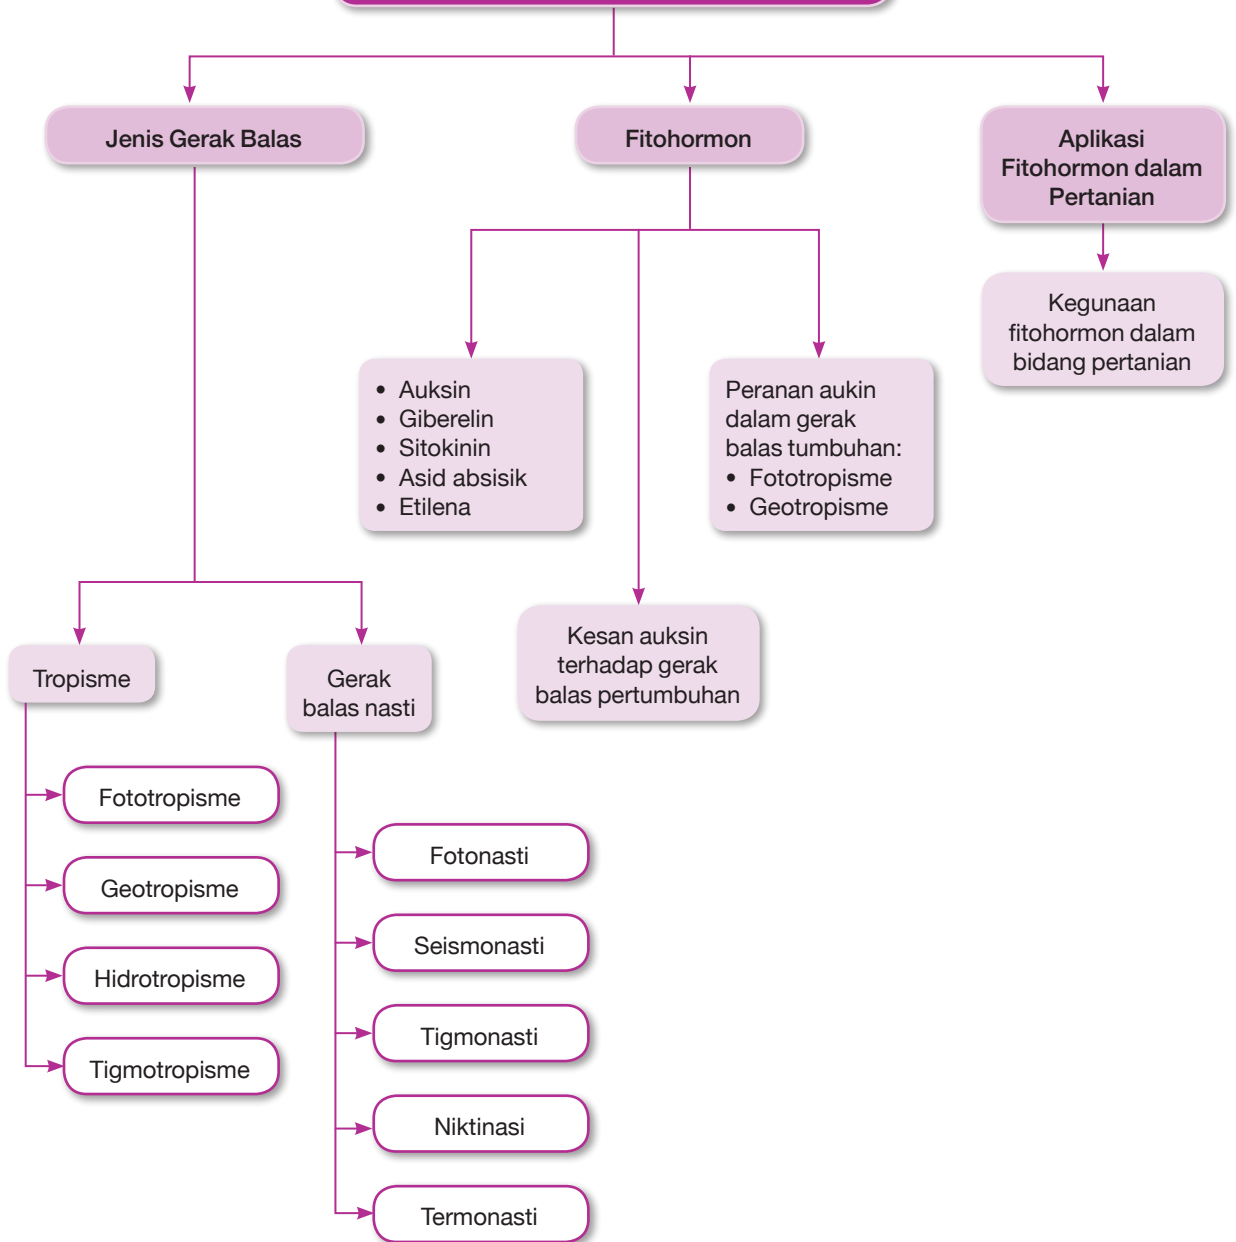 Jenis Gerak Balas
Fitohormon
Aplikasi
Fitohormon dalam
Pertanian
Kegunaan
fitohormon dalam
bidang pertanian
• Auksin
• Giberelin
• Sitokinin
• Asid absisik
• Etilena
Peranan aukin
dalam gerak
balas tumbuhan:
• Fototropisme
• Geotropisme
Kesan auksin
terhadap gerak
balas pertumbuhan
Tropisme
Gerak
balas nasti
Fototropisme
Geotropisme
Hidrotropisme
Tigmotropisme
Fotonasti
Seismonasti
Tigmonasti
Niktinasi
Termonasti